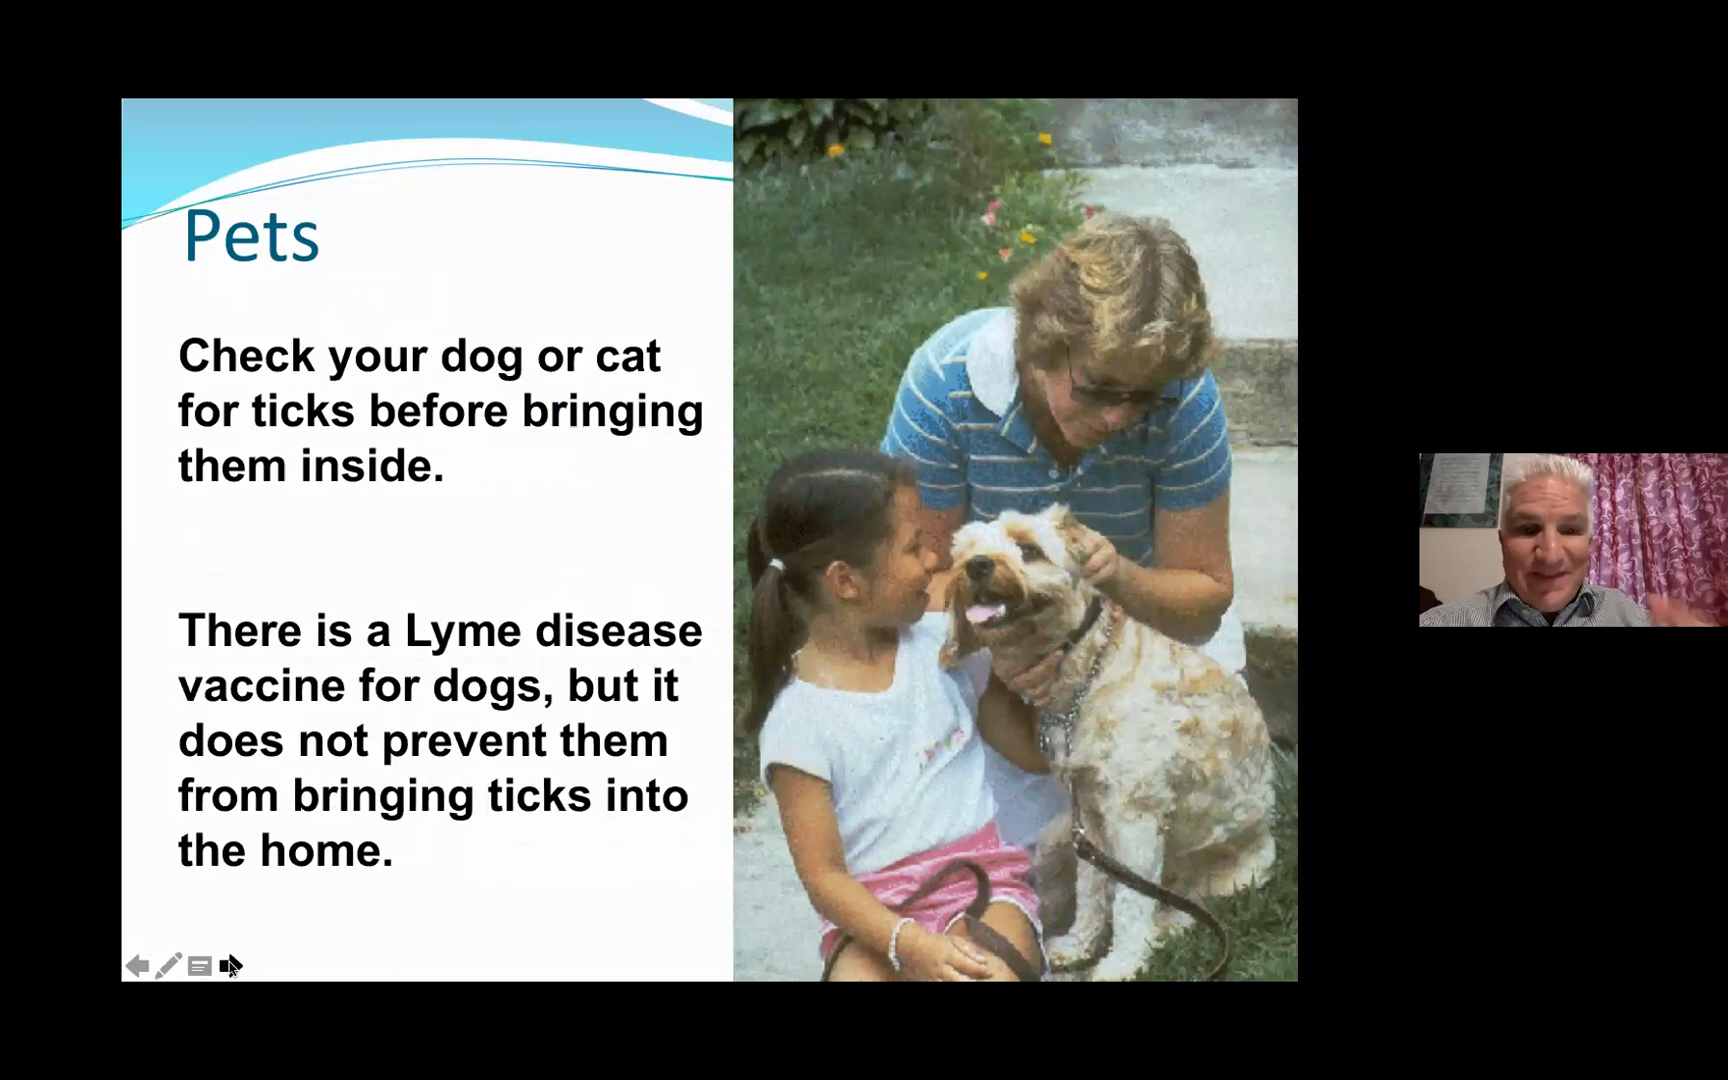 Pets
Check your dog or cat
for ticks before bringing
them inside.
There is a Lyme disease
vaccine for dogs, but it
does not prevent them
from bringing ticks into
the home.